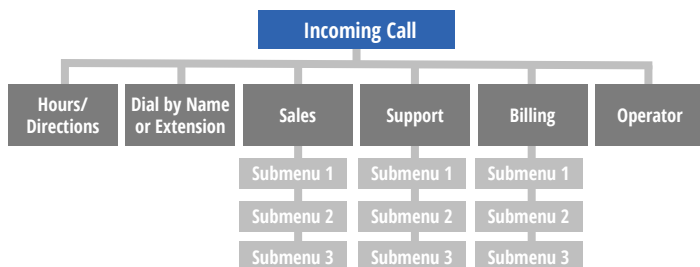 Incoming Call
Hours/
Directions
Dial by Name
or Extension
Sales
Support
Billing
Operator
Submenu 1
Submenu 1
Submenu 1
Submenu 2
Submenu 2
Submenu 2
Submenu 3
Submenu 3
Submenu 3